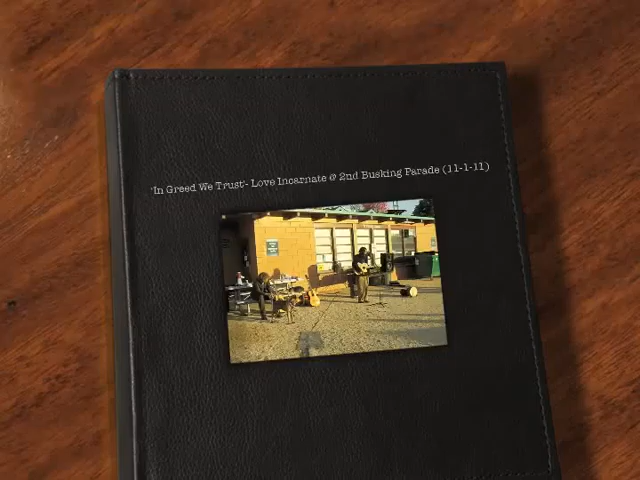 'In Greed We Trust'- Love Incarnate @ 2nd Busking Parade (11-1-11)